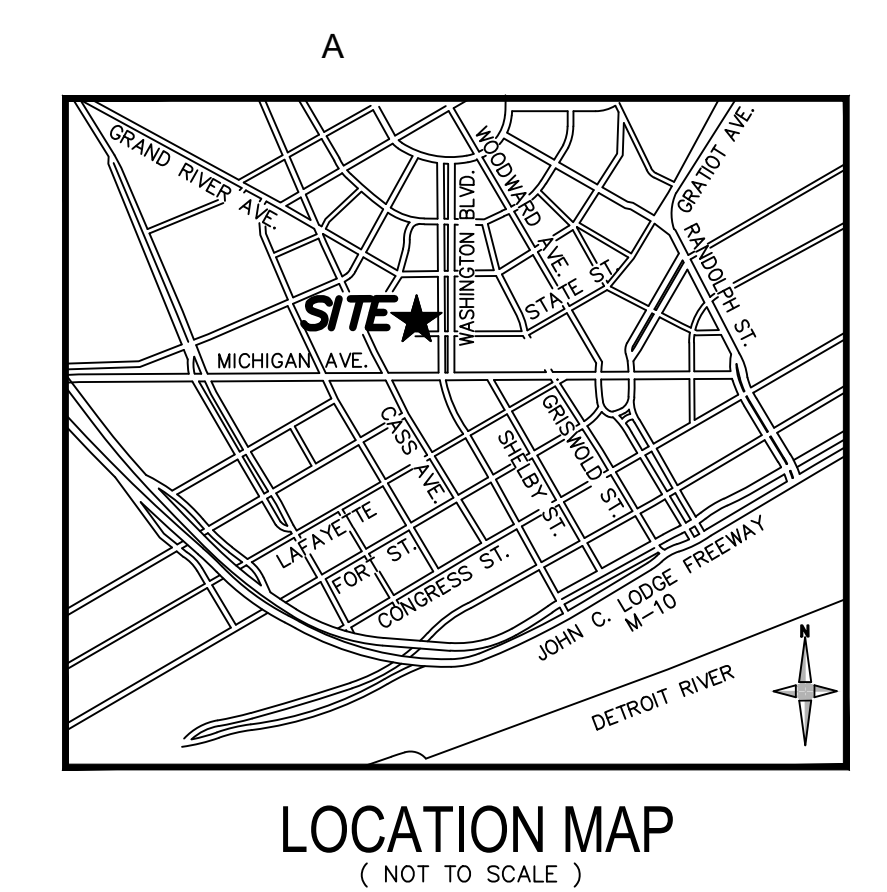 A
GRAND RIVER AVE.
WOODWARD AVE.
GRATIOT AVE.
WASHINGTON BLVD.
RANDOLPH ST.
STATE ST.
SITE
MICHIGAN AVE.
CASS AVE.
SHELBY ST.
GRISWOLD ST.
LAFAYETTE
FORT ST.
CONGRESS ST.
JOHN C. LODGE FREEWAY
M-10
DETROIT RIVER
N
LOCATION MAP
( NOT TO SCALE )